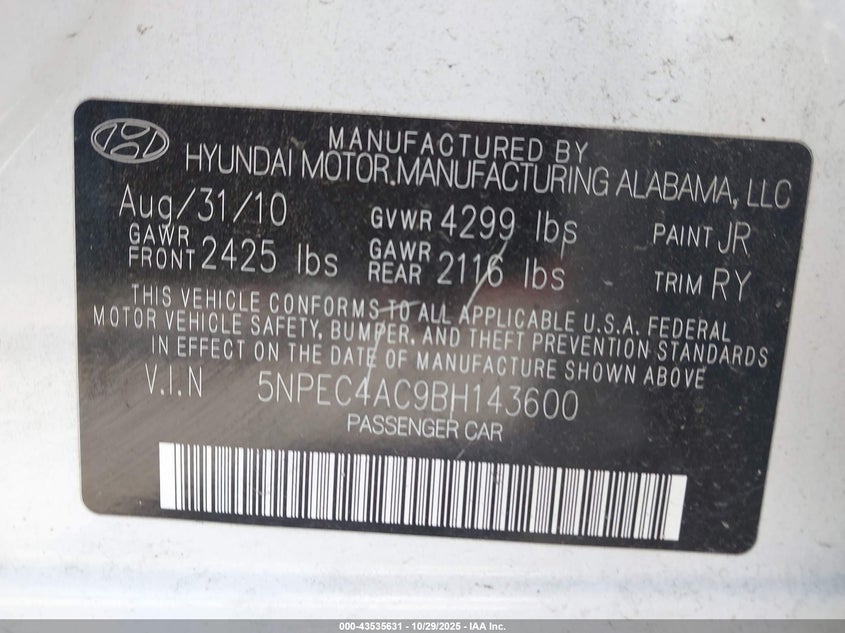 MANUFACTURED BY
HYUNDAI MOTOR MANUFACTURING ALABAMA, LLC
Aug/31/10 GVWR 4299 lbs PAINT JR
GAWR FRONT 2425 lbs GAWR REAR 2116 lbs TRIM RY
THIS VEHICLE CONFORMS TO ALL APPLICABLE U.S.A. FEDERAL
MOTOR VEHICLE SAFETY, BUMPER, AND THEFT PREVENTION STANDARDS
IN EFFECT ON THE DATE OF MANUFACTURE SHOWN ABOVE
V.I.N 5NPEC4AC9BH143600
PASSENGER CAR
000-43535631 - 10/29/2025 - IAA Inc.